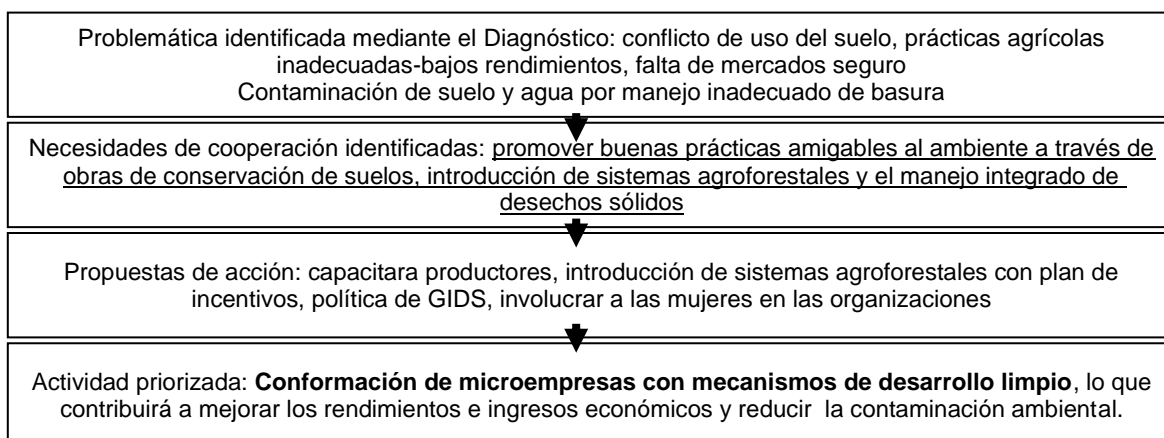 Problemática identificada mediante el Diagnóstico: conflicto de uso del suelo, prácticas agrícolas
inadecuadas-bajos rendimientos, falta de mercados seguro
Contaminación de suelo y agua por manejo inadecuado de basura
Necesidades de cooperación identificadas: promover buenas prácticas amigables al ambiente a través de
obras de conservación de suelos, introducción de sistemas agroforestales y el manejo integrado de
desechos sólidos
Propuestas de acción: capacitara productores, introducción de sistemas agroforestales con plan de
incentivos, política de GIDS, involucrar a las mujeres en las organizaciones
Actividad priorizada: Conformación de microempresas con mecanismos de desarrollo limpio, lo que
contribuirá a mejorar los rendimientos e ingresos económicos y reducir la contaminación ambiental.